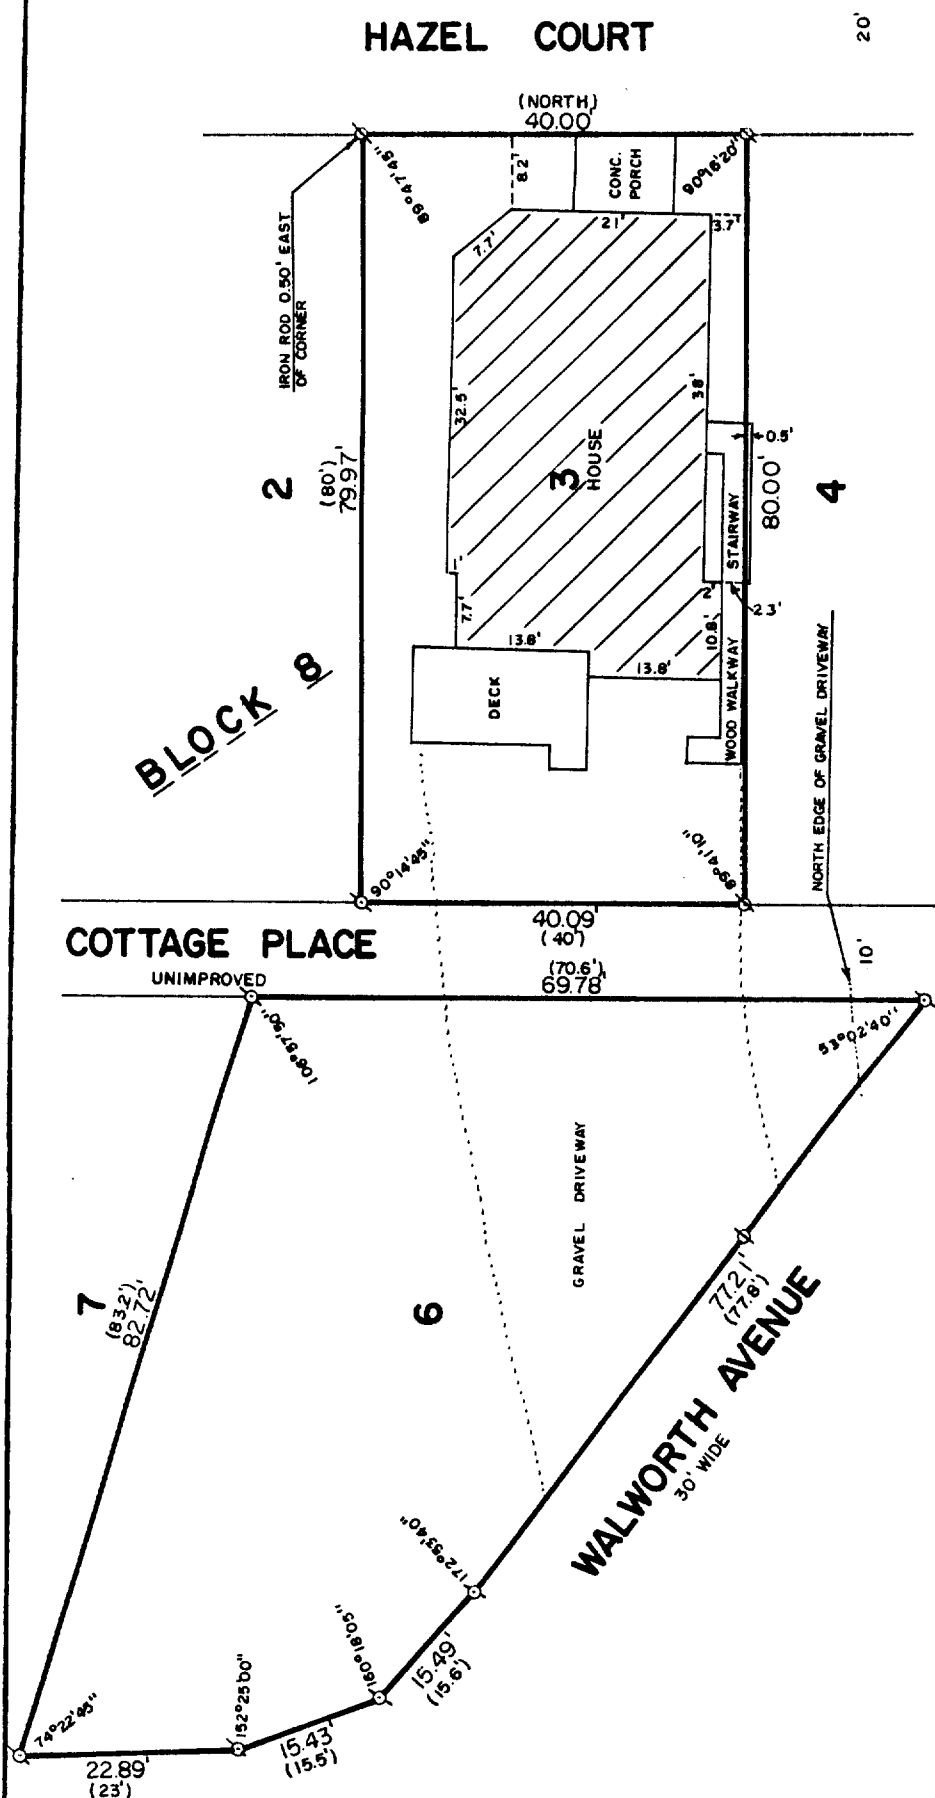 HAZEL COURT
20'
(NORTH)
40.00'
89°47'45"
8.2'
CONC.
PORCH
90°16'20"
IRON ROD 0.50' EAST
OF CORNER
7.7'
21'
3.7'
32.5'
38'
3
HOUSE
0.5'
2
(80')
79.97'
STAIRWAY
80.00'
4
1'
7.7'
2'
2.3'
13.8'
10.8'
13.8'
DECK
WOOD WALKWAY
NORTH EDGE OF GRAVEL DRIVEWAY
BLOCK 8
90°14'45"
89°41'10"
40.09'
(40')
COTTAGE PLACE
UNIMPROVED
(70.6')
69.78'
10'
106°57'50"
53°02'40"
GRAVEL DRIVEWAY
7
(83.2')
82.72'
6
77.21'
(77.8')
WALWORTH AVENUE
30' WIDE
172°53'40"
160°18'05"
15.49'
(15.6')
152°25'00"
74°22'45"
15.43'
(15.5')
22.89'
(23')